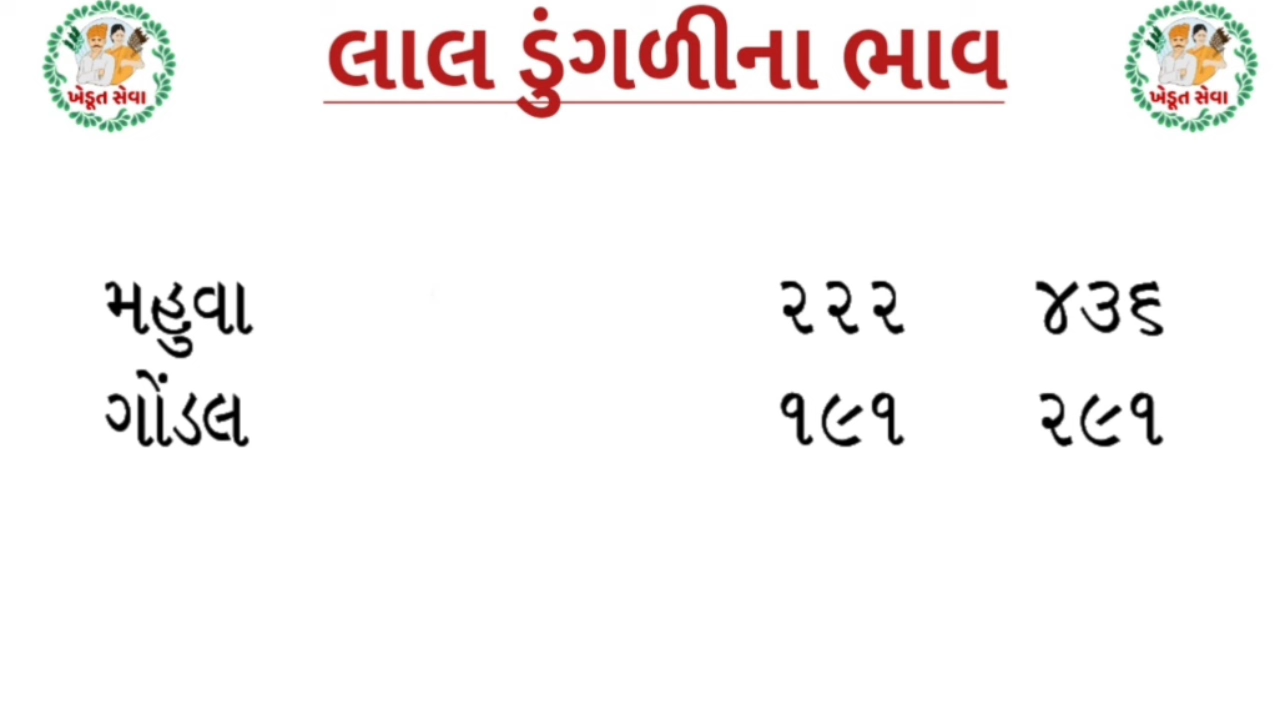 લાલ ડુંગળીના ભાવ
ખેડૂત સેવા
ખેડૂત સેવા
મહુવા ૨૨૨ ૪૩૬
ગોંડલ ૧૯૧ ૨૯૧